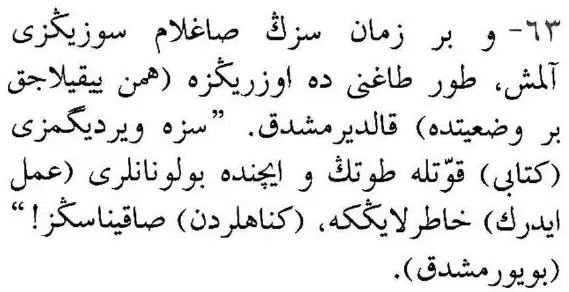 ٦٣- و بر زمان سزڭ صاغلام سوزيڭزى
آلمش، طور طاغنى ده اوزريڭزه (همن ييقيلاجق
بر وضعيتده) قالديرمشدق. ”سزه ويرديگمزى
(كتابى) قوّتله طوتڭ و ايچنده بولونانلرى (عمل
ايدرك) خاطرلايڭكه، (كناهلردن) صاقيناسڭز!“
(بويورمشدق).